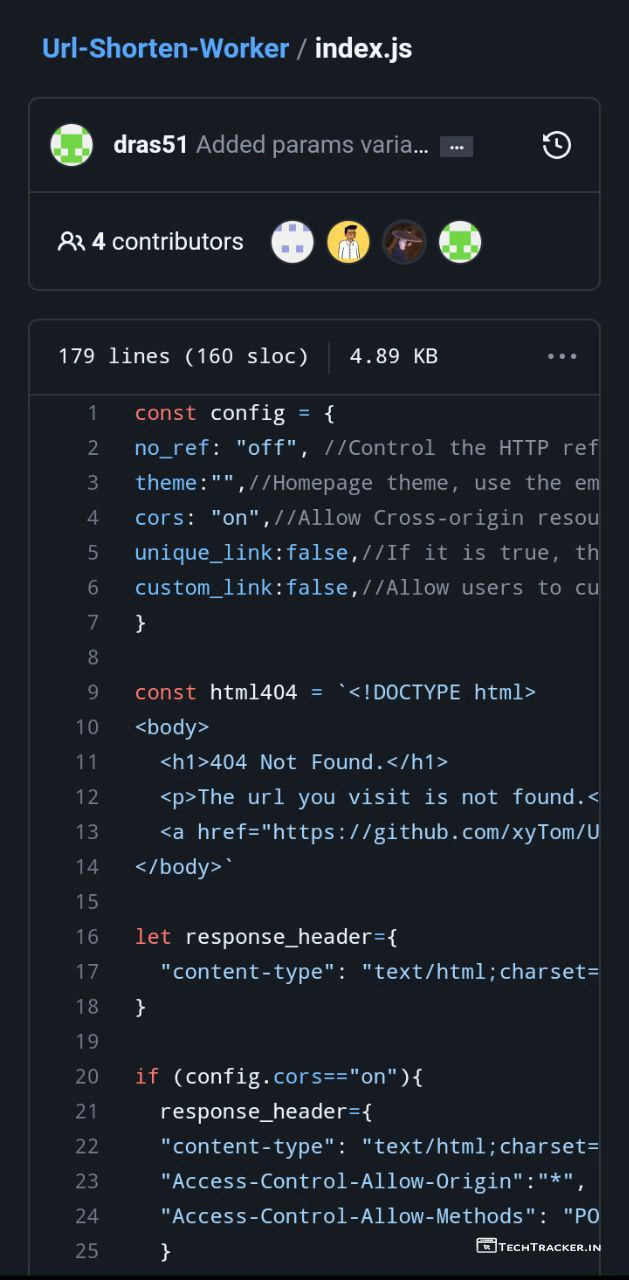 Url-Shorten-Worker / index.js
dras51 Added params varia... ...
4 contributors
179 lines (160 sloc) 4.89 KB ...
1 const config = {
2 no_ref: "off", //Control the HTTP ref
3 theme:"",//Homepage theme, use the em
4 cors: "on",//Allow Cross-origin resou
5 unique_link:false,//If it is true, th
6 custom_link:false,//Allow users to cu
7 }
8
9 const html404 = `<!DOCTYPE html>
10 <body>
11   <h1>404 Not Found.</h1>
12   <p>The url you visit is not found.<
13   <a href="https://github.com/xyTom/U
14 </body>`
15
16 let response_header={
17   "content-type": "text/html;charset=
18 }
19
20 if (config.cors=="on"){
21   response_header={
22   "content-type": "text/html;charset=
23   "Access-Control-Allow-Origin":"*",
24   "Access-Control-Allow-Methods": "PO
25   }
TECHTRACKER.IN